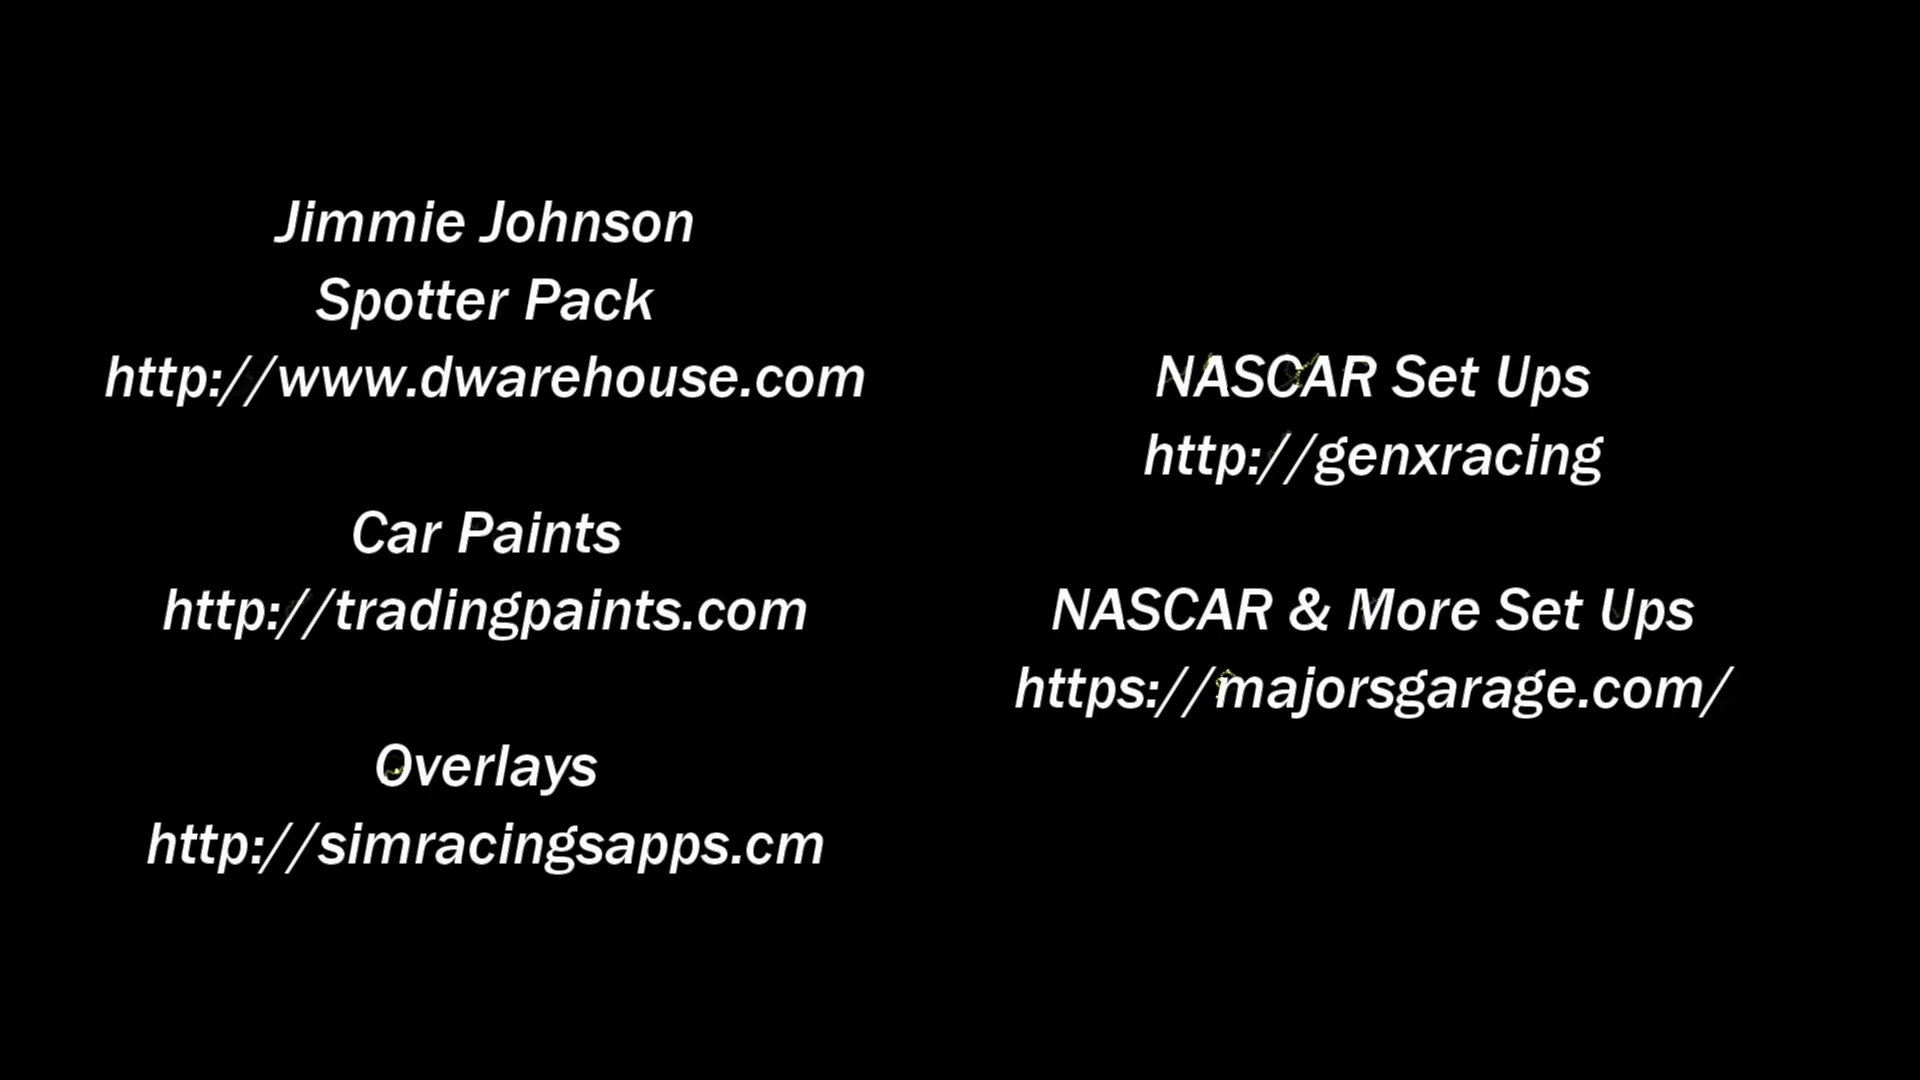 Jimmie Johnson
Spotter Pack
http://www.dwarehouse.com
Car Paints
http://tradingpaints.com
Overlays
http://simracingsapps.cm
NASCAR Set Ups
http://genxracing
NASCAR & More Set Ups
https://majorsgarage.com/